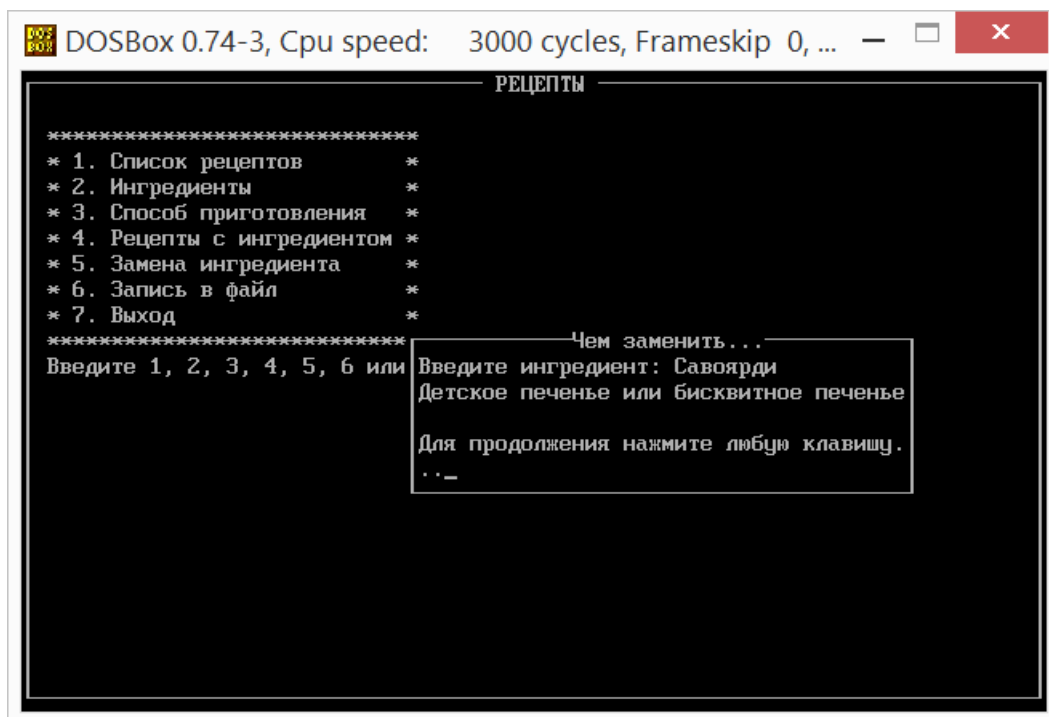 DOSBox 0.74-3, Cpu speed: 3000 cycles, Frameskip 0, ...
РЕЦЕПТЫ
*****************************
* 1. Список рецептов *
* 2. Ингредиенты *
* 3. Способ приготовления *
* 4. Рецепты с ингредиентом *
* 5. Замена ингредиента *
* 6. Запись в файл *
* 7. Выход *
****************************
Введите 1, 2, 3, 4, 5, 6 или
Чем заменить...
Введите ингредиент: Савоярди
Детское печенье или бисквитное печенье
Для продолжения нажмите любую клавишу.
.._